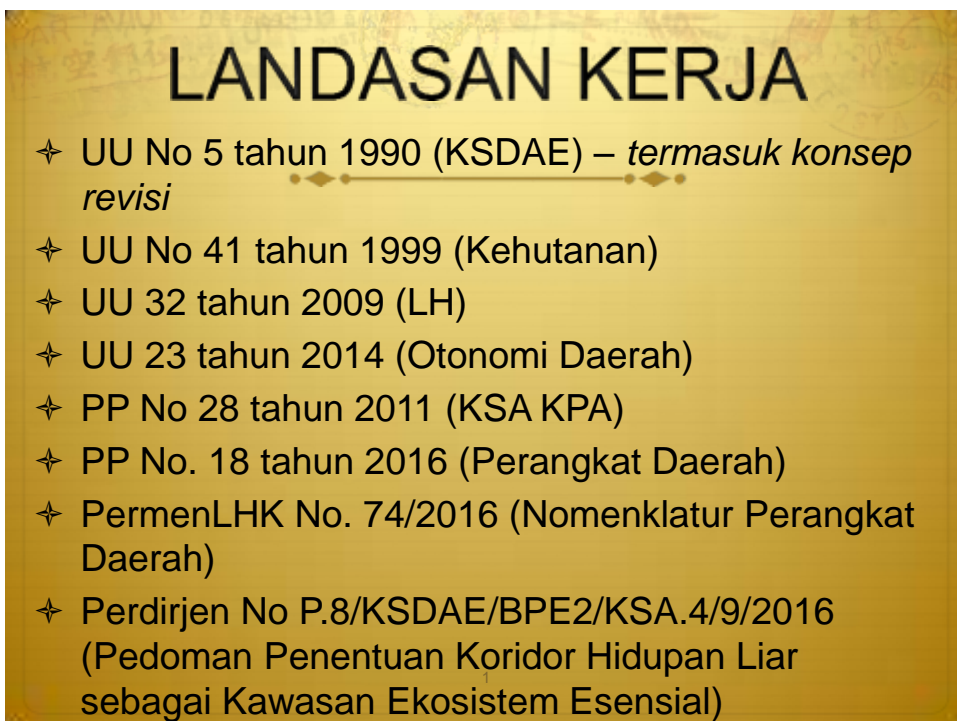 LANDASAN KERJA
UU No 5 tahun 1990 (KSDAE) – termasuk konsep
revisi
UU No 41 tahun 1999 (Kehutanan)
UU 32 tahun 2009 (LH)
UU 23 tahun 2014 (Otonomi Daerah)
PP No 28 tahun 2011 (KSA KPA)
PP No. 18 tahun 2016 (Perangkat Daerah)
PermenLHK No. 74/2016 (Nomenklatur Perangkat
Daerah)
Perdirjen No P.8/KSDAE/BPE2/KSA.4/9/2016
(Pedoman Penentuan Koridor Hidupan Liar
sebagai Kawasan Ekosistem Esensial)
1